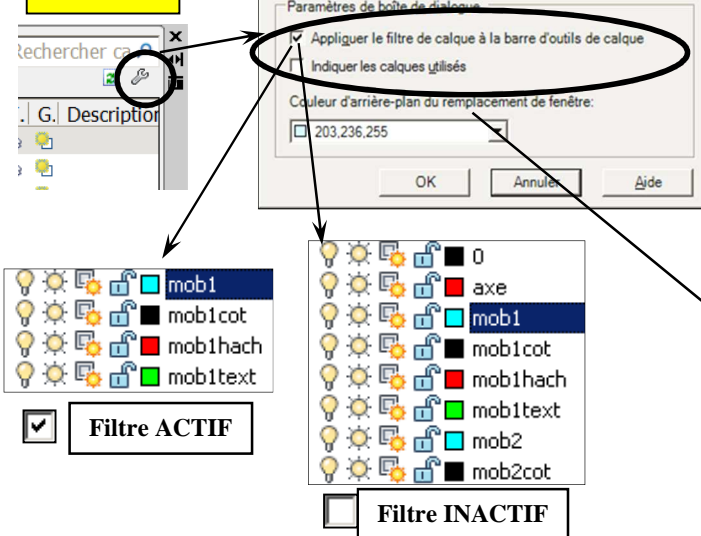 Paramètres de boîte de dialogue
Rechercher ca
Appliquer le filtre de calque à la barre d'outils de calque
Indiquer les calques utilisés
Couleur d'arrière-plan du remplacement de fenêtre:
203,236,255
G. Description
OK Annuler Aide
mob1
mob1cot
mob1hach
mob1text
Filtre ACTIF
0
axe
mob1
mob1cot
mob1hach
mob1text
mob2
mob2cot
Filtre INACTIF